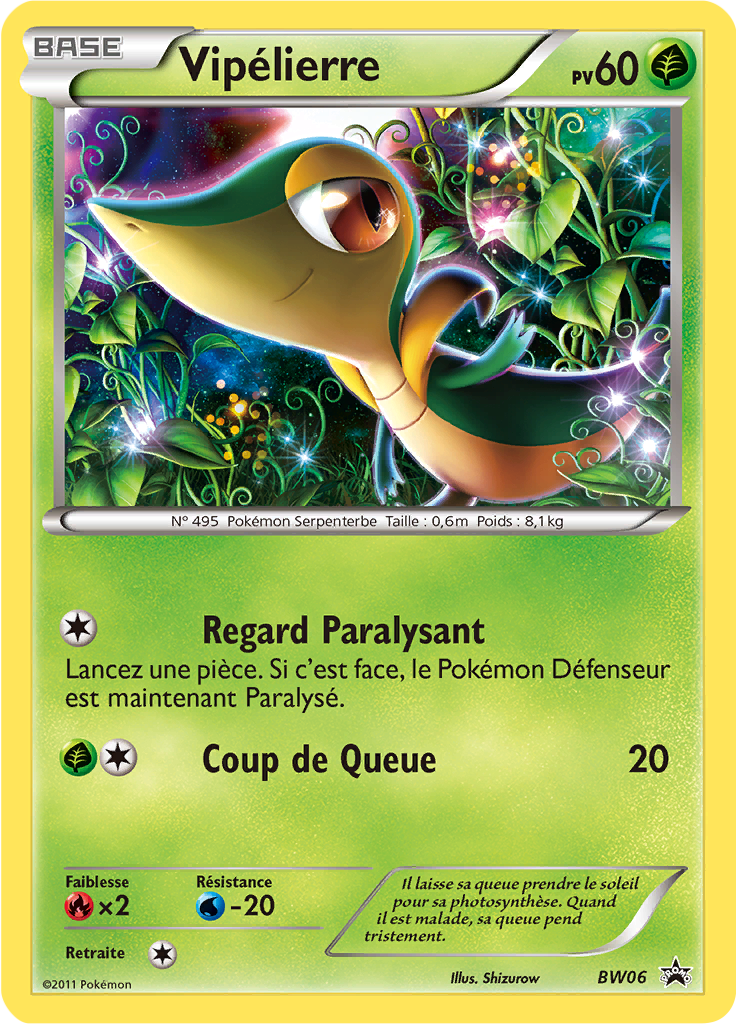 BASE
Vipélierre
PV60
N° 495 Pokémon Serpenterbe Taille : 0,6m Poids : 8,1kg
Regard Paralysant
Lancez une pièce. Si c'est face, le Pokémon Défenseur
est maintenant Paralysé.
Coup de Queue 20
Faiblesse
×2
Résistance
-20
Retraite
Il laisse sa queue prendre le soleil
pour sa photosynthèse. Quand
il est malade, sa queue pend
tristement.
©2011 Pokémon
Illus. Shizurow
BW06
PROMO